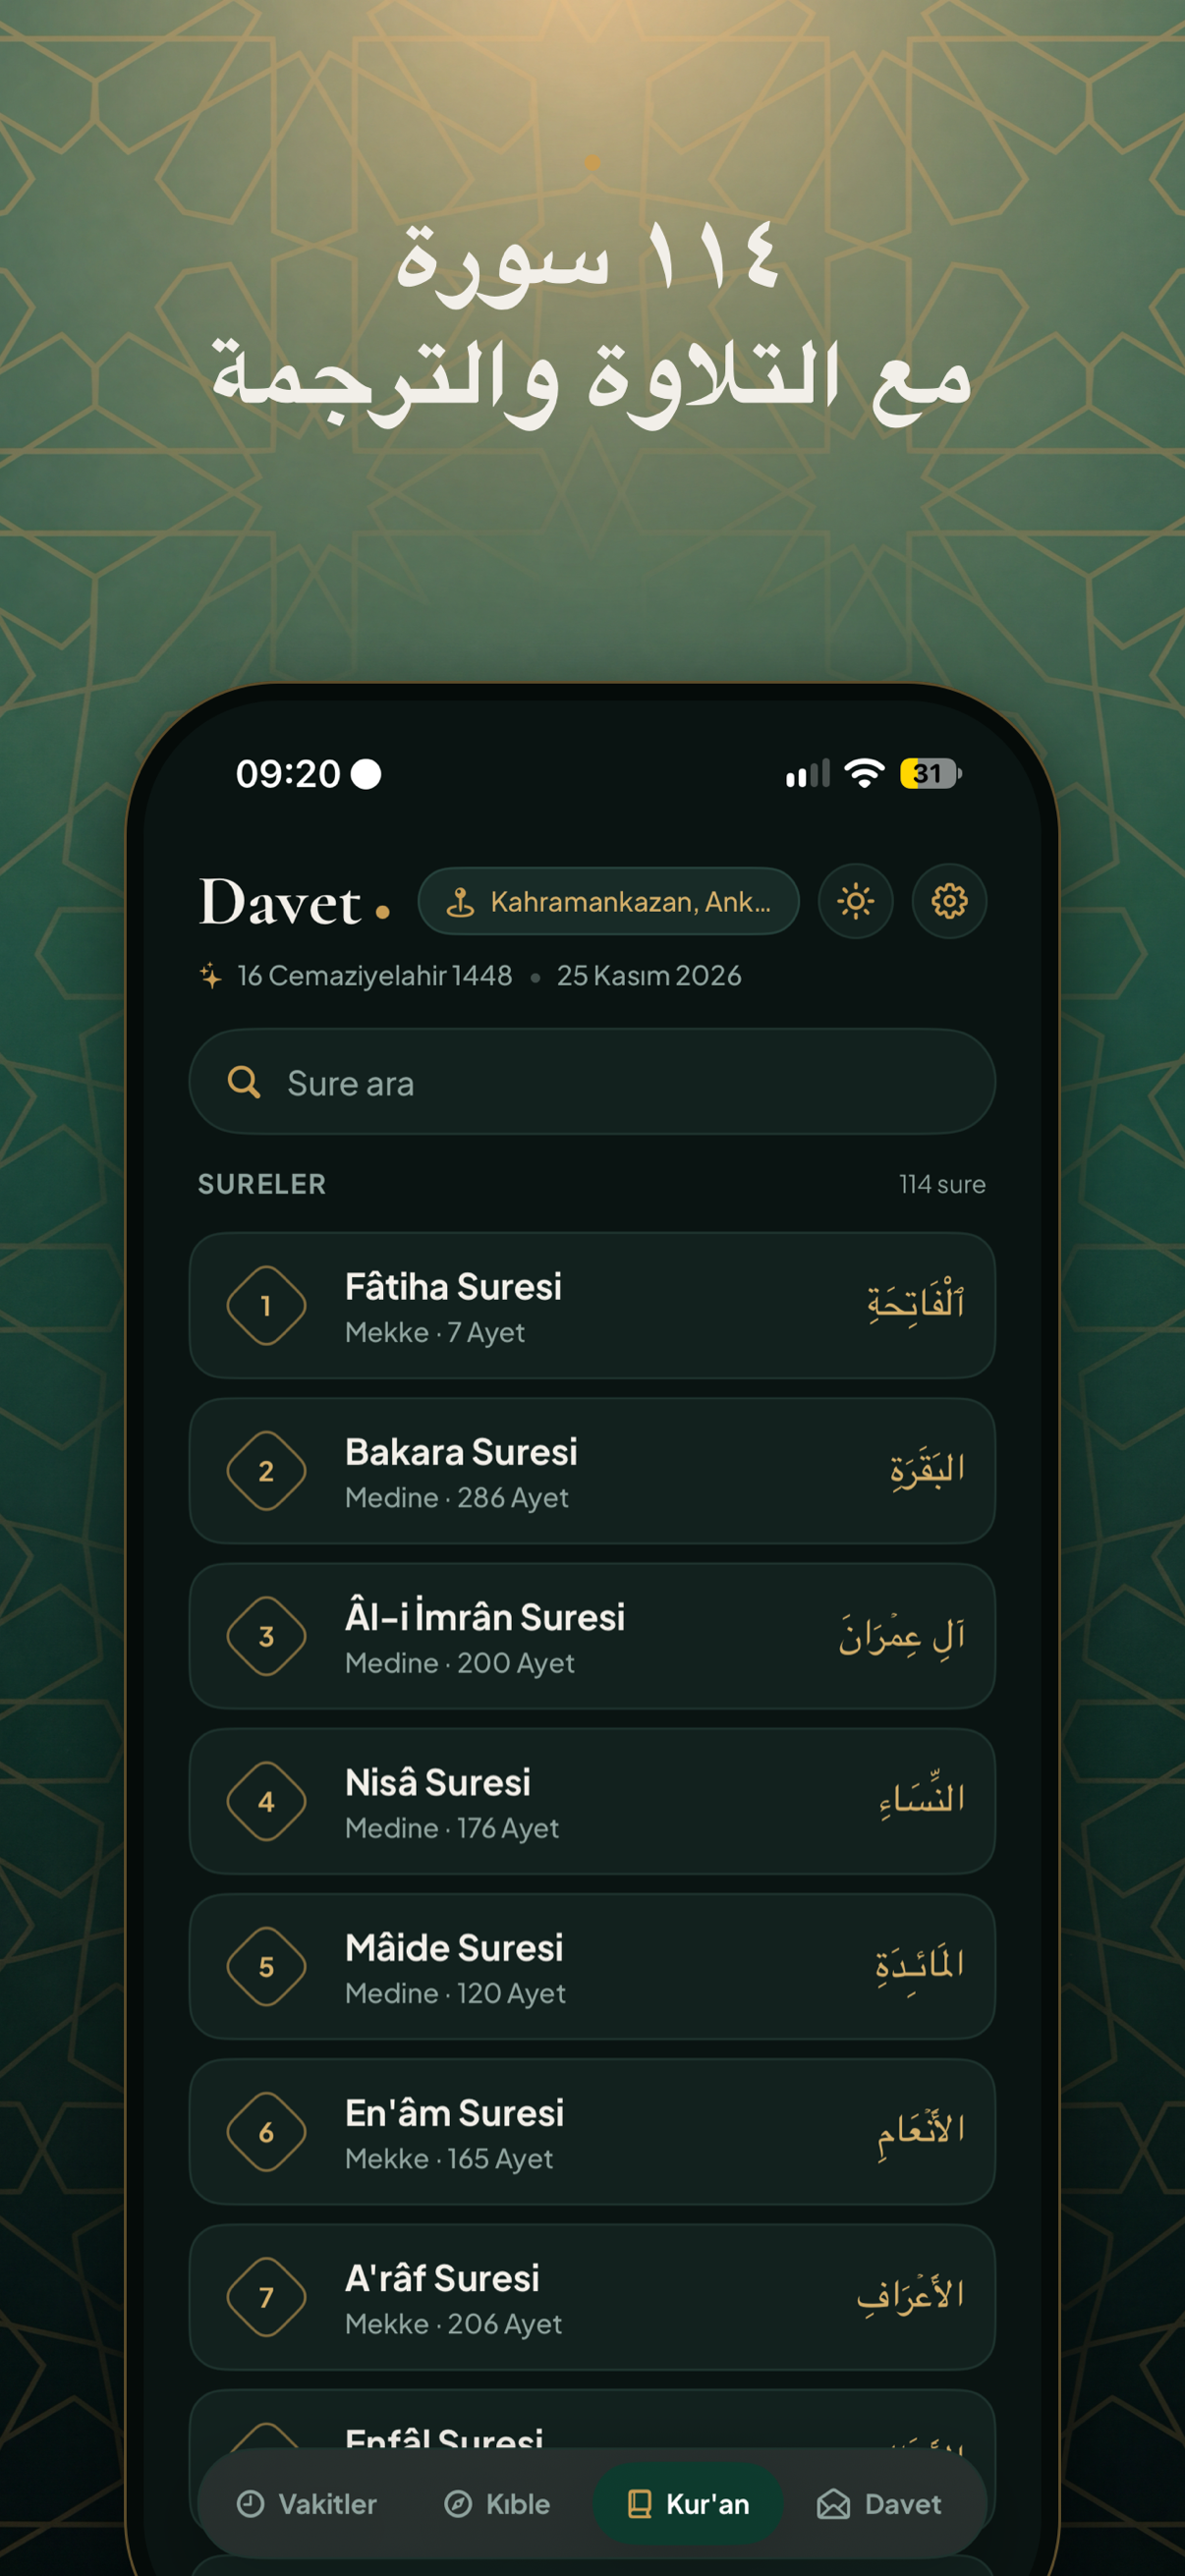 ١١٤ سورة
مع التلاوة والترجمة
09:20
31
Davet
Kahramankazan, Ank...
16 Cemaziyelahir 1448 • 25 Kasım 2026
Sure ara
SURELER 114 sure
1 Fâtiha Suresi ٱلْفَاتِحَةِ
Mekke · 7 Ayet
2 Bakara Suresi البَقَرَةِ
Medine · 286 Ayet
3 Âl-i İmrân Suresi آلِ عِمۡرَانَ
Medine · 200 Ayet
4 Nisâ Suresi النِّسَاءِ
Medine · 176 Ayet
5 Mâide Suresi المَائـِدَةِ
Medine · 120 Ayet
6 En'âm Suresi الأَنۡعَامِ
Mekke · 165 Ayet
7 A'râf Suresi الأَعۡرَافِ
Mekke · 206 Ayet
Enfâl Suresi
Vakitler Kıble Kur'an Davet